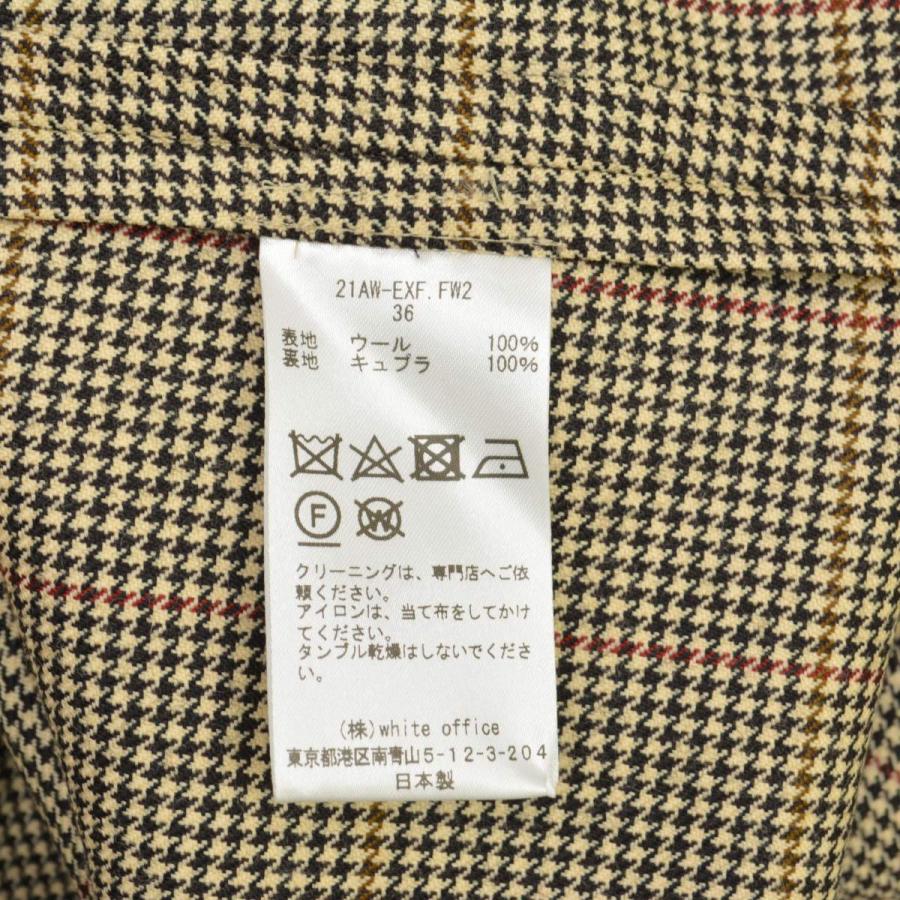 21AW-EXF.FW2
36
表地 ウール 100%
裏地 キュプラ 100%
F W
クリーニングは、専門店へご依
頼ください。
アイロンは、当て布をしてかけ
てください。
タンブル乾燥はしないでくださ
い。
(株)white office
東京都港区南青山5-12-3-204
日本製